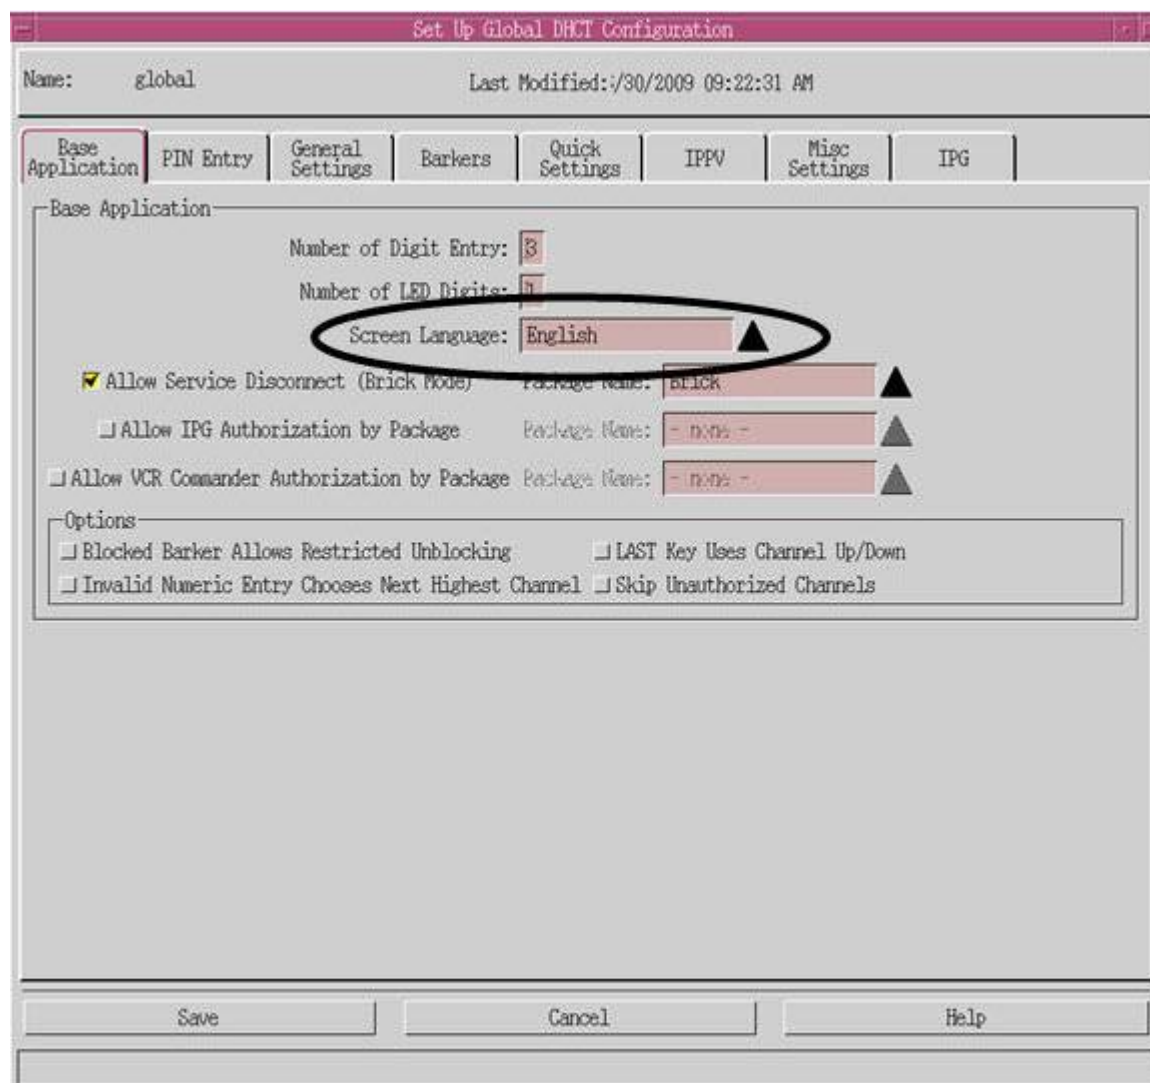 Set Up Global DHCT Configuration
Name: global Last Modified:/30/2009 09:22:31 AM
Base Application PIN Entry General Settings Barkers Quick Settings IPPV Misc Settings IPG
Base Application
Number of Digit Entry: 3
Number of LED Digits:
Screen Language: English
Allow Service Disconnect (Brick Mode) Package Name: Brick
Allow IPG Authorization by Package Package Name: - none -
Allow VCR Commander Authorization by Package Package Name: - none -
Options
Blocked Barker Allows Restricted Unblocking LAST Key Uses Channel Up/Down
Invalid Numeric Entry Chooses Next Highest Channel Skip Unauthorized Channels
Save Cancel Help